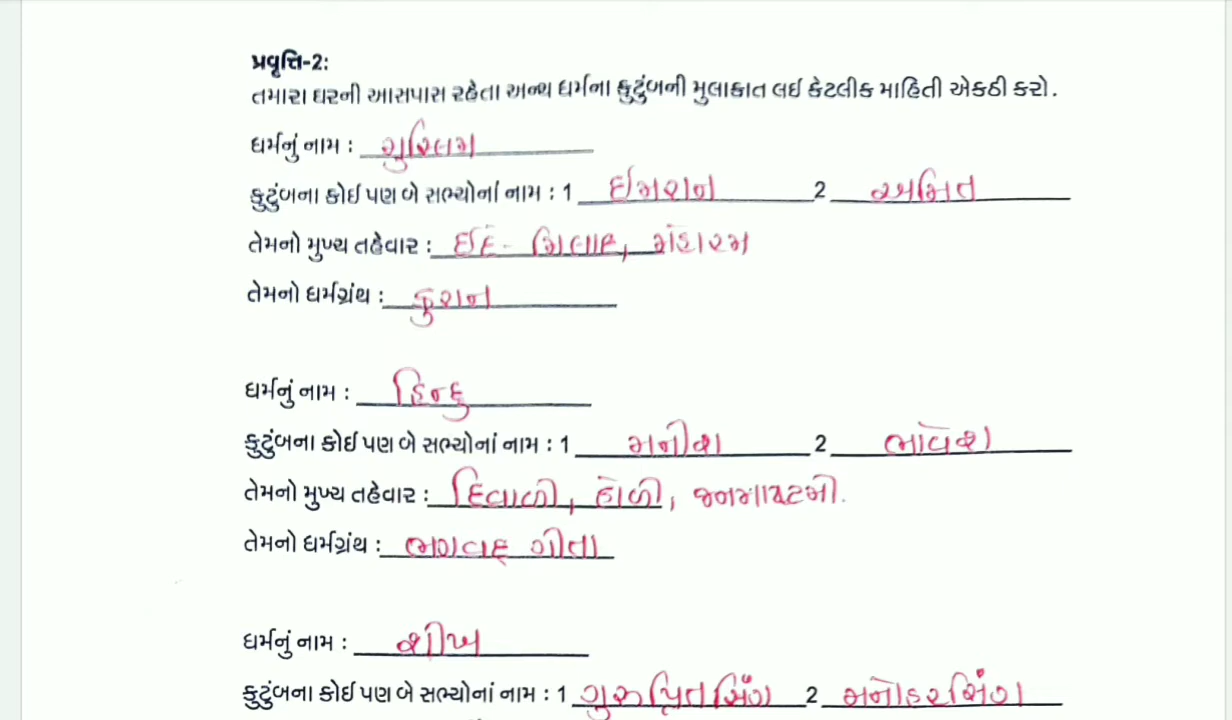 પ્રવૃત્તિ-2:
તમારા ઘરની આસપાસ રહેતા અન્ય ધર્મના કુટુંબની મુલાકાત લઈ કેટલીક માહિતી એકઠી કરો.
ધર્મનું નામ : મુસ્લિમ
કુટુંબના કોઈ પણ બે સભ્યોનાં નામ : 1 ઈમરાન 2 અમિત
તેમનો મુખ્ય તહેવાર : ઈદ-મિલાદ, મોહરમ
તેમનો ધર્મગ્રંથ : કુરાન
ધર્મનું નામ : હિન્દુ
કુટુંબના કોઈ પણ બે સભ્યોનાં નામ : 1 મનીષા 2 ભાવેશ
તેમનો મુખ્ય તહેવાર : દિવાળી, હોળી, જન્માષ્ટમી.
તેમનો ધર્મગ્રંથ : ભગવદ ગીતા
ધર્મનું નામ : શીખ
કુટુંબના કોઈ પણ બે સભ્યોનાં નામ : 1 ગુરુપ્રિતસિંગ 2 મનોહરસિંગ